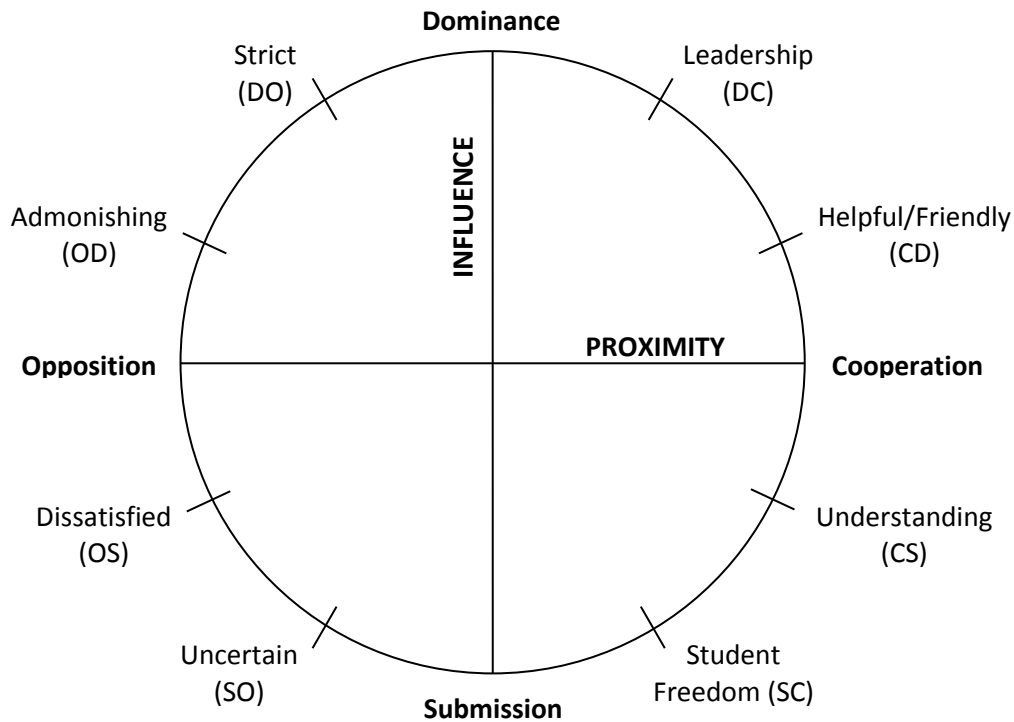 Dominance
Strict
(DO)
Leadership
(DC)
INFLUENCE
Admonishing
(OD)
Helpful/Friendly
(CD)
PROXIMITY
Opposition
Cooperation
Dissatisfied
(OS)
Understanding
(CS)
Uncertain
(SO)
Student
Freedom (SC)
Submission